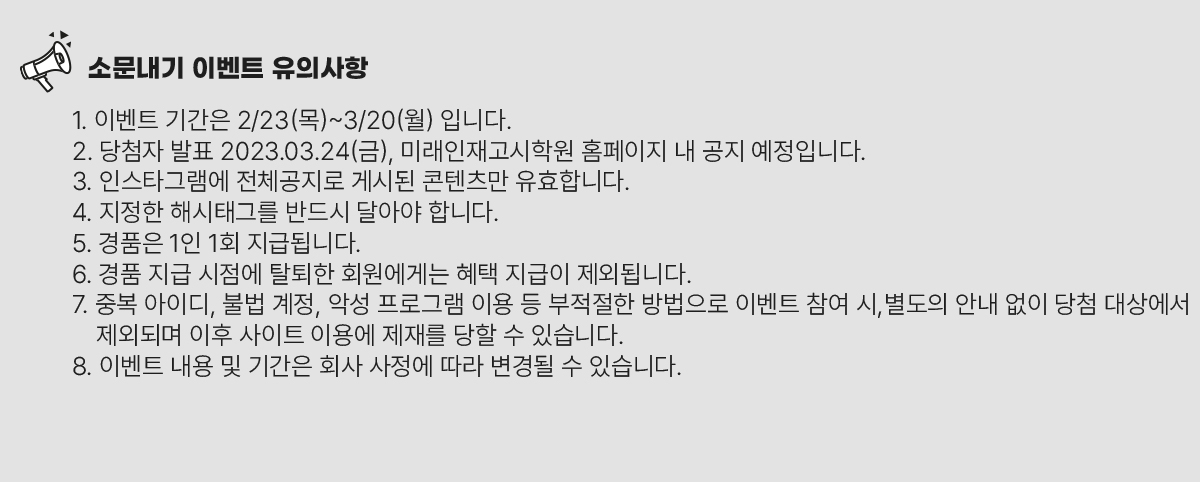 소문내기 이벤트 유의사항
1. 이벤트 기간은 2/23(목)~3/20(월) 입니다.
2. 당첨자 발표 2023.03.24(금), 미래인재고시학원 홈페이지 내 공지 예정입니다.
3. 인스타그램에 전체공지로 게시된 콘텐츠만 유효합니다.
4. 지정한 해시태그를 반드시 달아야 합니다.
5. 경품은 1인 1회 지급됩니다.
6. 경품 지급 시점에 탈퇴한 회원에게는 혜택 지급이 제외됩니다.
7. 중복 아이디, 불법 계정, 악성 프로그램 이용 등 부적절한 방법으로 이벤트 참여 시,별도의 안내 없이 당첨 대상에서
제외되며 이후 사이트 이용에 제재를 당할 수 있습니다.
8. 이벤트 내용 및 기간은 회사 사정에 따라 변경될 수 있습니다.